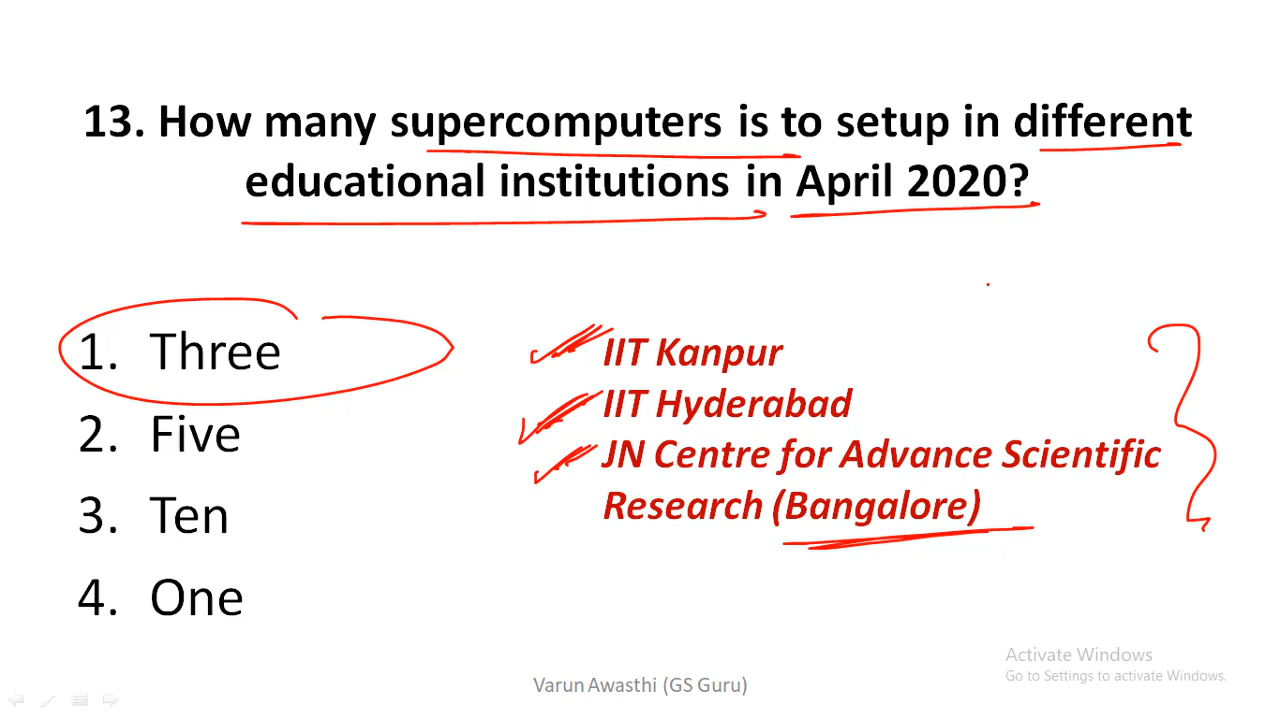 13. How many supercomputers is to setup in different
educational institutions in April 2020?
1. Three
2. Five
3. Ten
4. One
IIT Kanpur
IIT Hyderabad
JN Centre for Advance Scientific
Research (Bangalore)
Activate Windows
Go to Settings to activate Windows.
Varun Awasthi (GS Guru)